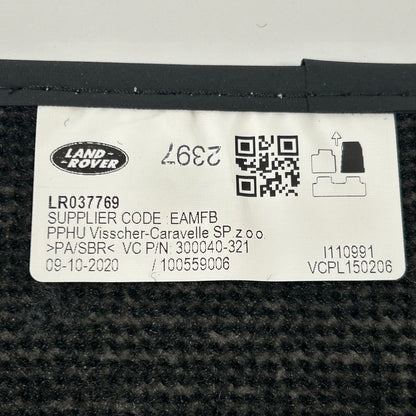 LAND-
-ROVER
2397
LR037769
SUPPLIER CODE EAMFB
PPHU Visscher-Caravelle SP.z.o.o.
>PA/SBR< VC P/N 300040-321
09-10-2020 / 100559006
I110991
VCPL150206